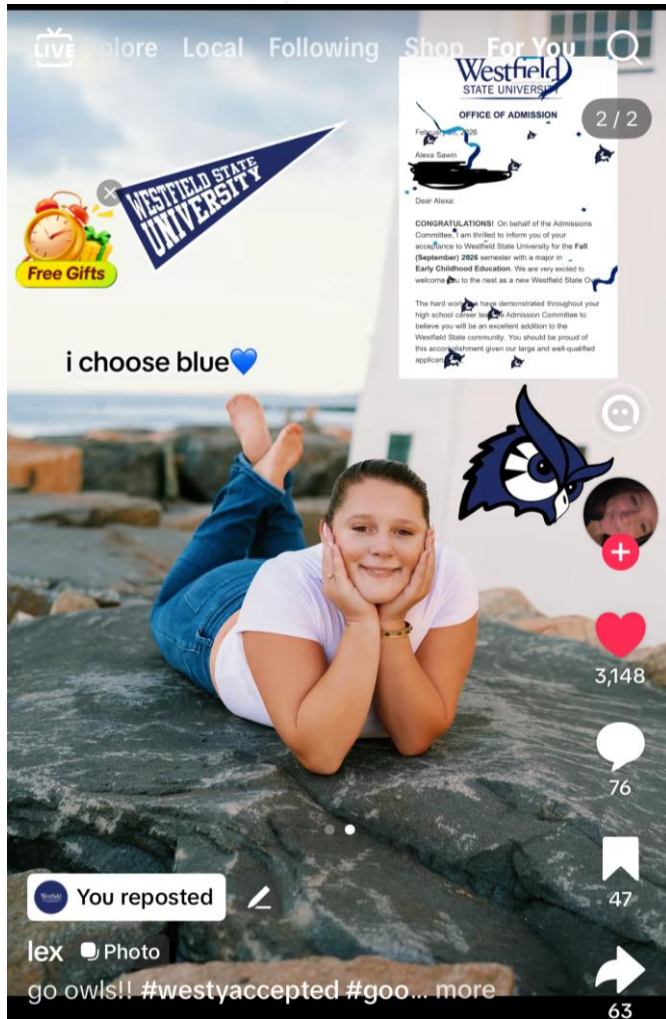 LIVE
Explore Local Following Shop For You
Westfield
STATE UNIVERSITY
OFFICE OF ADMISSION
2 / 2
2026
Alexa Sawin
Dear Alexa:
CONGRATULATIONS! On behalf of the Admissions
Committee, I am thrilled to inform you of your
acceptance to Westfield State University for the Fall
(September) 2026 semester with a major in
Early Childhood Education. We are very excited to
welcome you to the nest as a new Westfield State
The hard work you have demonstrated throughout your
high school career Admission Committee to
believe you will be an excellent addition to the
Westfield State community. You should be proud of
this accomplishment given our large and well-qualified
WESTFIELD STATE
UNIVERSITY
Free Gifts
i choose blue💙
3,148
76
47
Westfield
You reposted
lex Photo
go owls!! #westyaccepted #goo... more
63